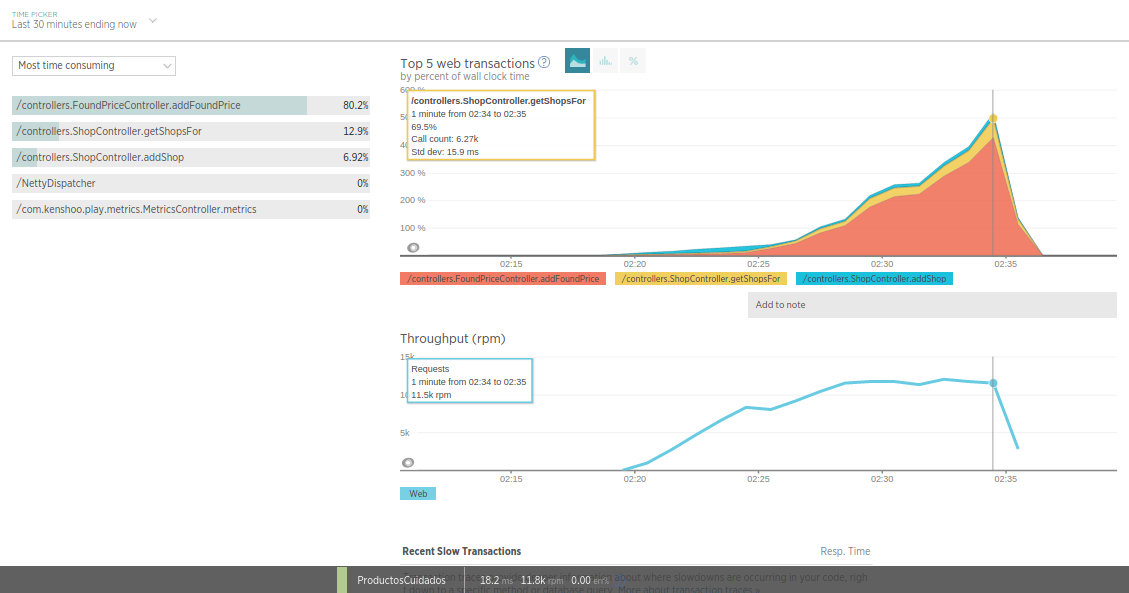 TIME PICKER
Last 30 minutes ending now
Most time consuming
/controllers.FoundPriceController.addFoundPrice 80.2%
/controllers.ShopController.getShopsFor 12.9%
/controllers.ShopController.addShop 6.92%
/NettyDispatcher 0%
/com.kenshoo.play.metrics.MetricsController.metrics 0%
Top 5 web transactions ?
%
by percent of wall clock time
/controllers.ShopController.getShopsFor
1 minute from 02:34 to 02:35
69.5%
Call count: 6.27k
Std dev: 15.9 ms
300 %
200 %
100 %
02:15 02:20 02:25 02:30 02:35
/controllers.FoundPriceController.addFoundPrice /controllers.ShopController.getShopsFor /controllers.ShopController.addShop
Add to note
Throughput (rpm)
15k
Requests
1 minute from 02:34 to 02:35
11.5k rpm
5k
02:15 02:20 02:25 02:30 02:35
Web
Recent Slow Transactions Resp. Time
ProductosCuidados 18.2 ms 11.8k rpm 0.00 err%
about where slowdowns are occurring in your code, righ
t down to a specific method or database query. More about transaction traces »